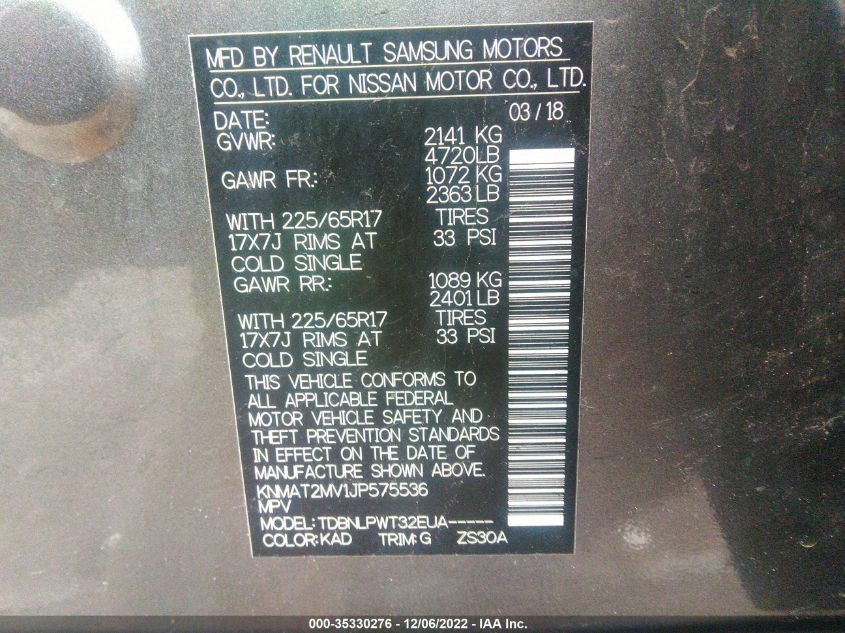 MFD BY RENAULT SAMSUNG MOTORS
CO., LTD. FOR NISSAN MOTOR CO., LTD.
DATE: 03 / 18
GVWR: 2141 KG
4720LB
GAWR FR.: 1072 KG
2363 LB
WITH 225/65R17 TIRES
17X7J RIMS AT 33 PSI
COLD SINGLE
GAWR RR.: 1089 KG
2401 LB
WITH 225/65R17 TIRES
17X7J RIMS AT 33 PSI
COLD SINGLE
THIS VEHICLE CONFORMS TO
ALL APPLICABLE FEDERAL
MOTOR VEHICLE SAFETY AND
THEFT PREVENTION STANDARDS
IN EFFECT ON THE DATE OF
MANUFACTURE SHOWN ABOVE.
KNMAT2MV1JP575536
MPV
MODEL: TDBNLPWT32EUA-----
COLOR: KAD TRIM: G ZS30A
000-35330276 - 12/06/2022 - IAA Inc.